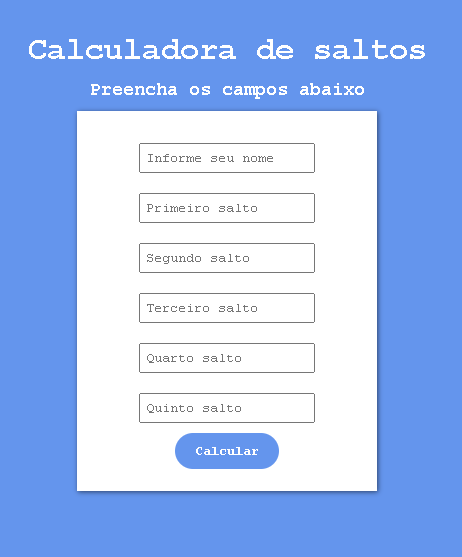 Calculadora de saltos
Preencha os campos abaixo
Informe seu nome
Primeiro salto
Segundo salto
Terceiro salto
Quarto salto
Quinto salto
Calcular